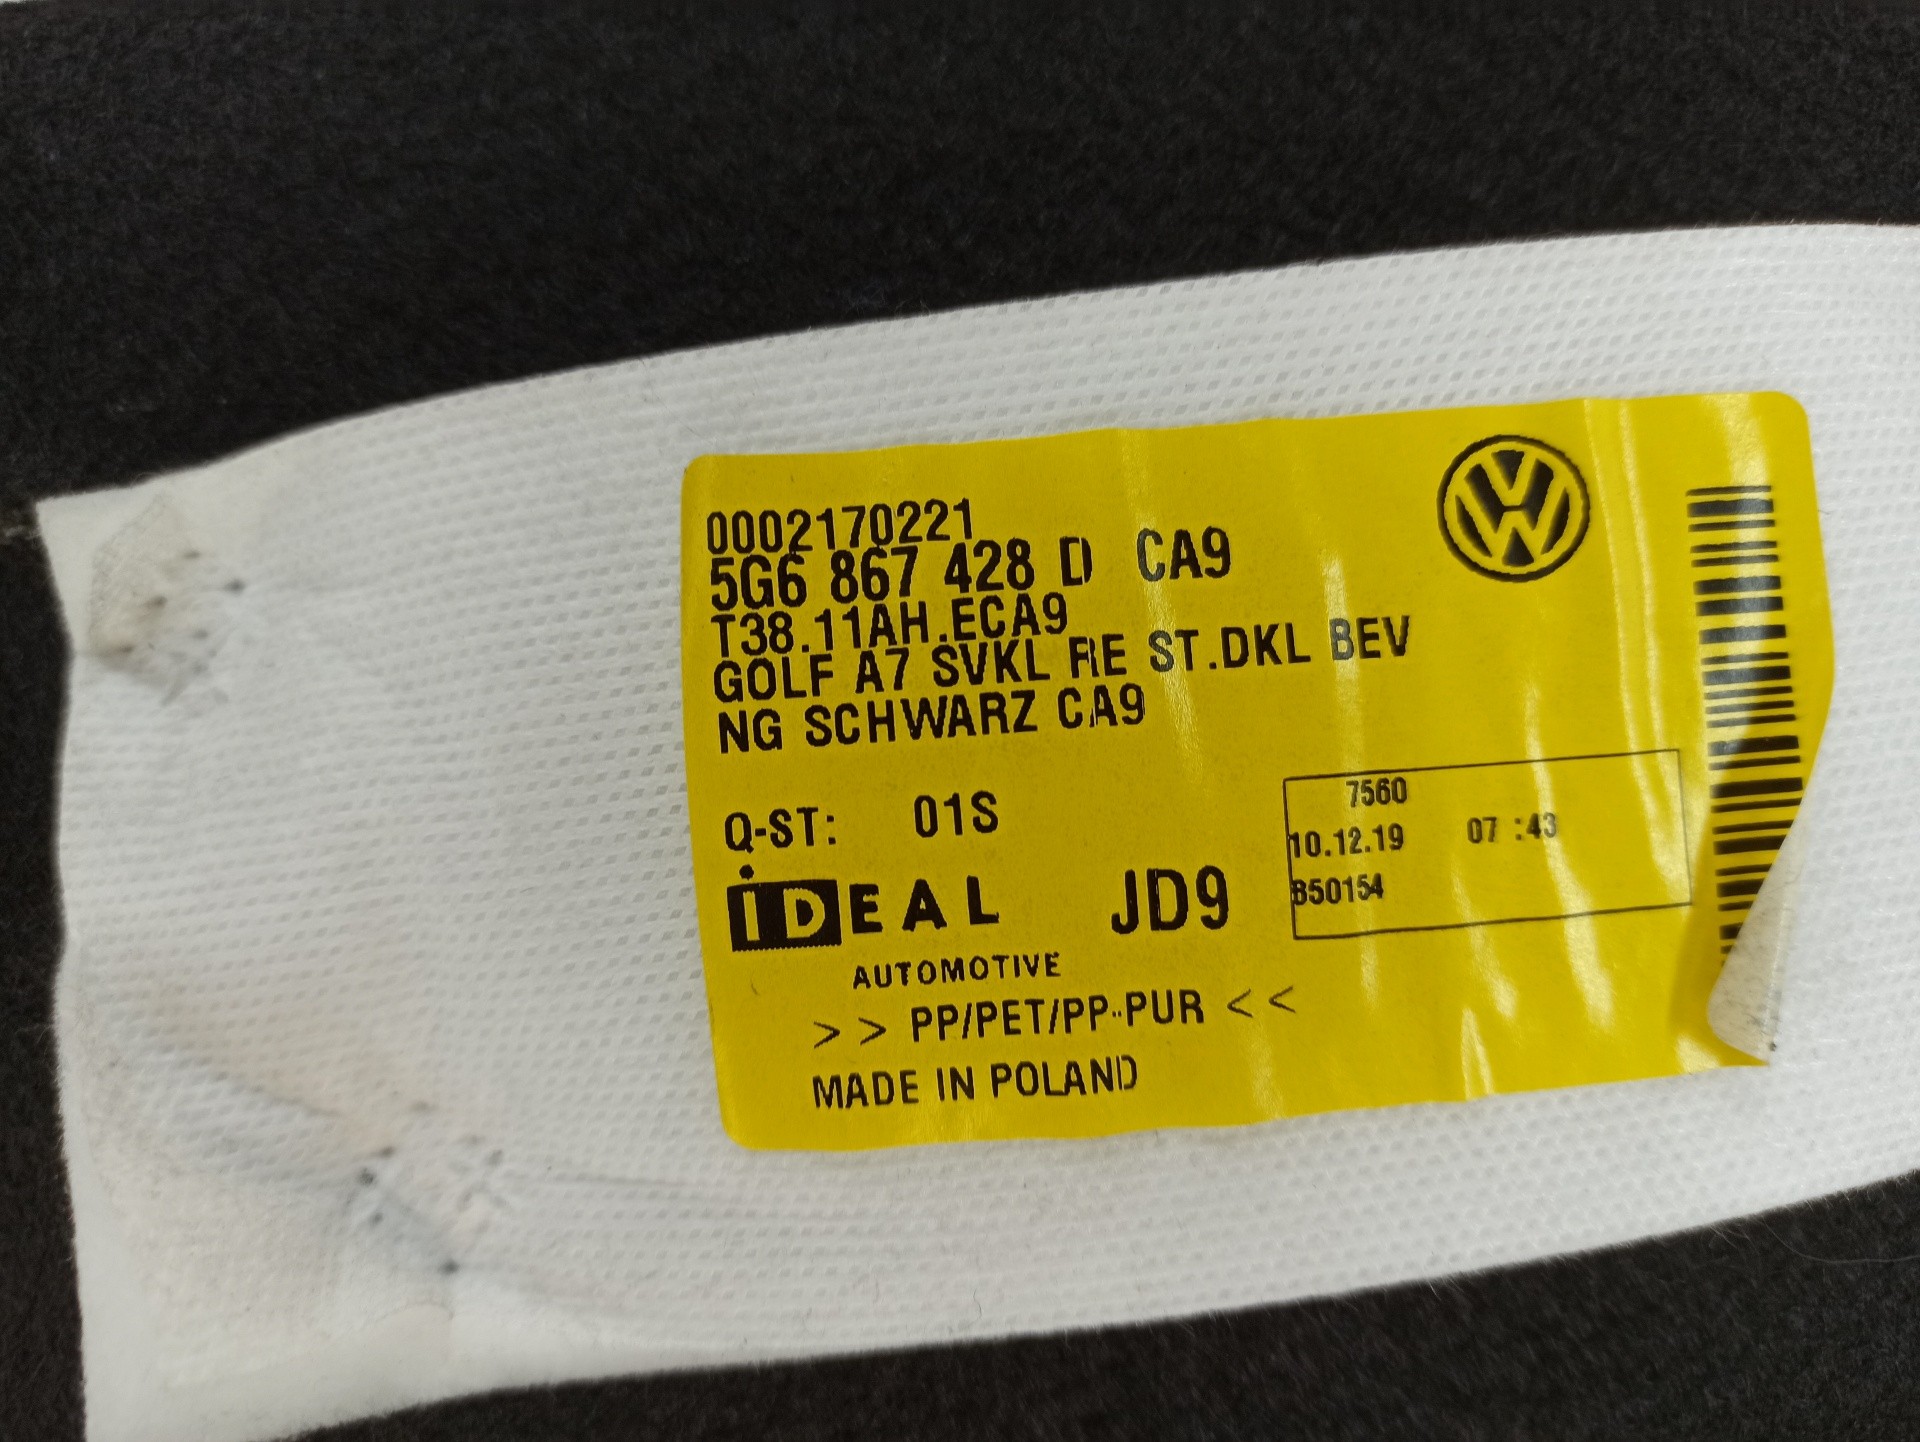 0002170221
5G6 867 428 D CA9
T38.11AH.ECA9
GOLF A7 SVKL RE ST.DKL BEV
NG SCHWARZ CA9
Q-ST: 01S
iDEAL JD9
AUTOMOTIVE
>> PP/PET/PP-PUR <<
MADE IN POLAND
7560
10.12.19 07 :43
850154
VW